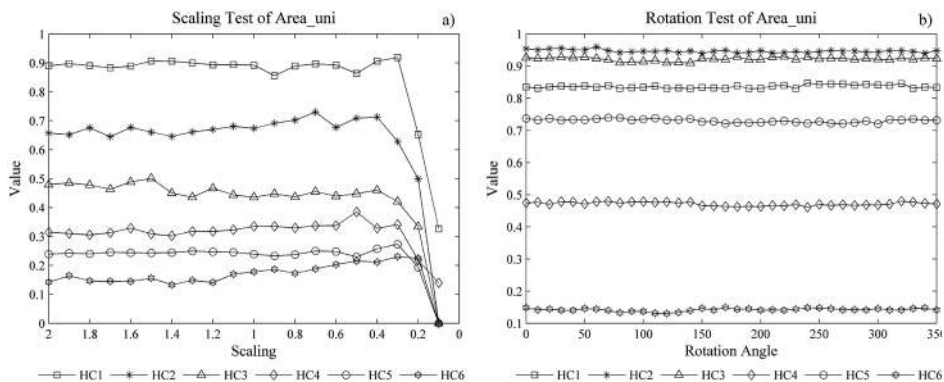 Scaling Test of Area_uni
a)
1
0.9
0.8
0.7
0.6
0.5
0.4
0.3
0.2
0.1
0
Value
2
1.8
1.6
1.4
1.2
1
0.8
0.6
0.4
0.2
0
Scaling
HC1
HC2
HC3
HC4
HC5
HC6
Rotation Test of Area_uni
b)
1
0.9
0.8
0.7
0.6
0.5
0.4
0.3
0.2
0.1
Value
0
50
100
150
200
250
300
350
Rotation Angle
HC1
HC2
HC3
HC4
HC5
HC6